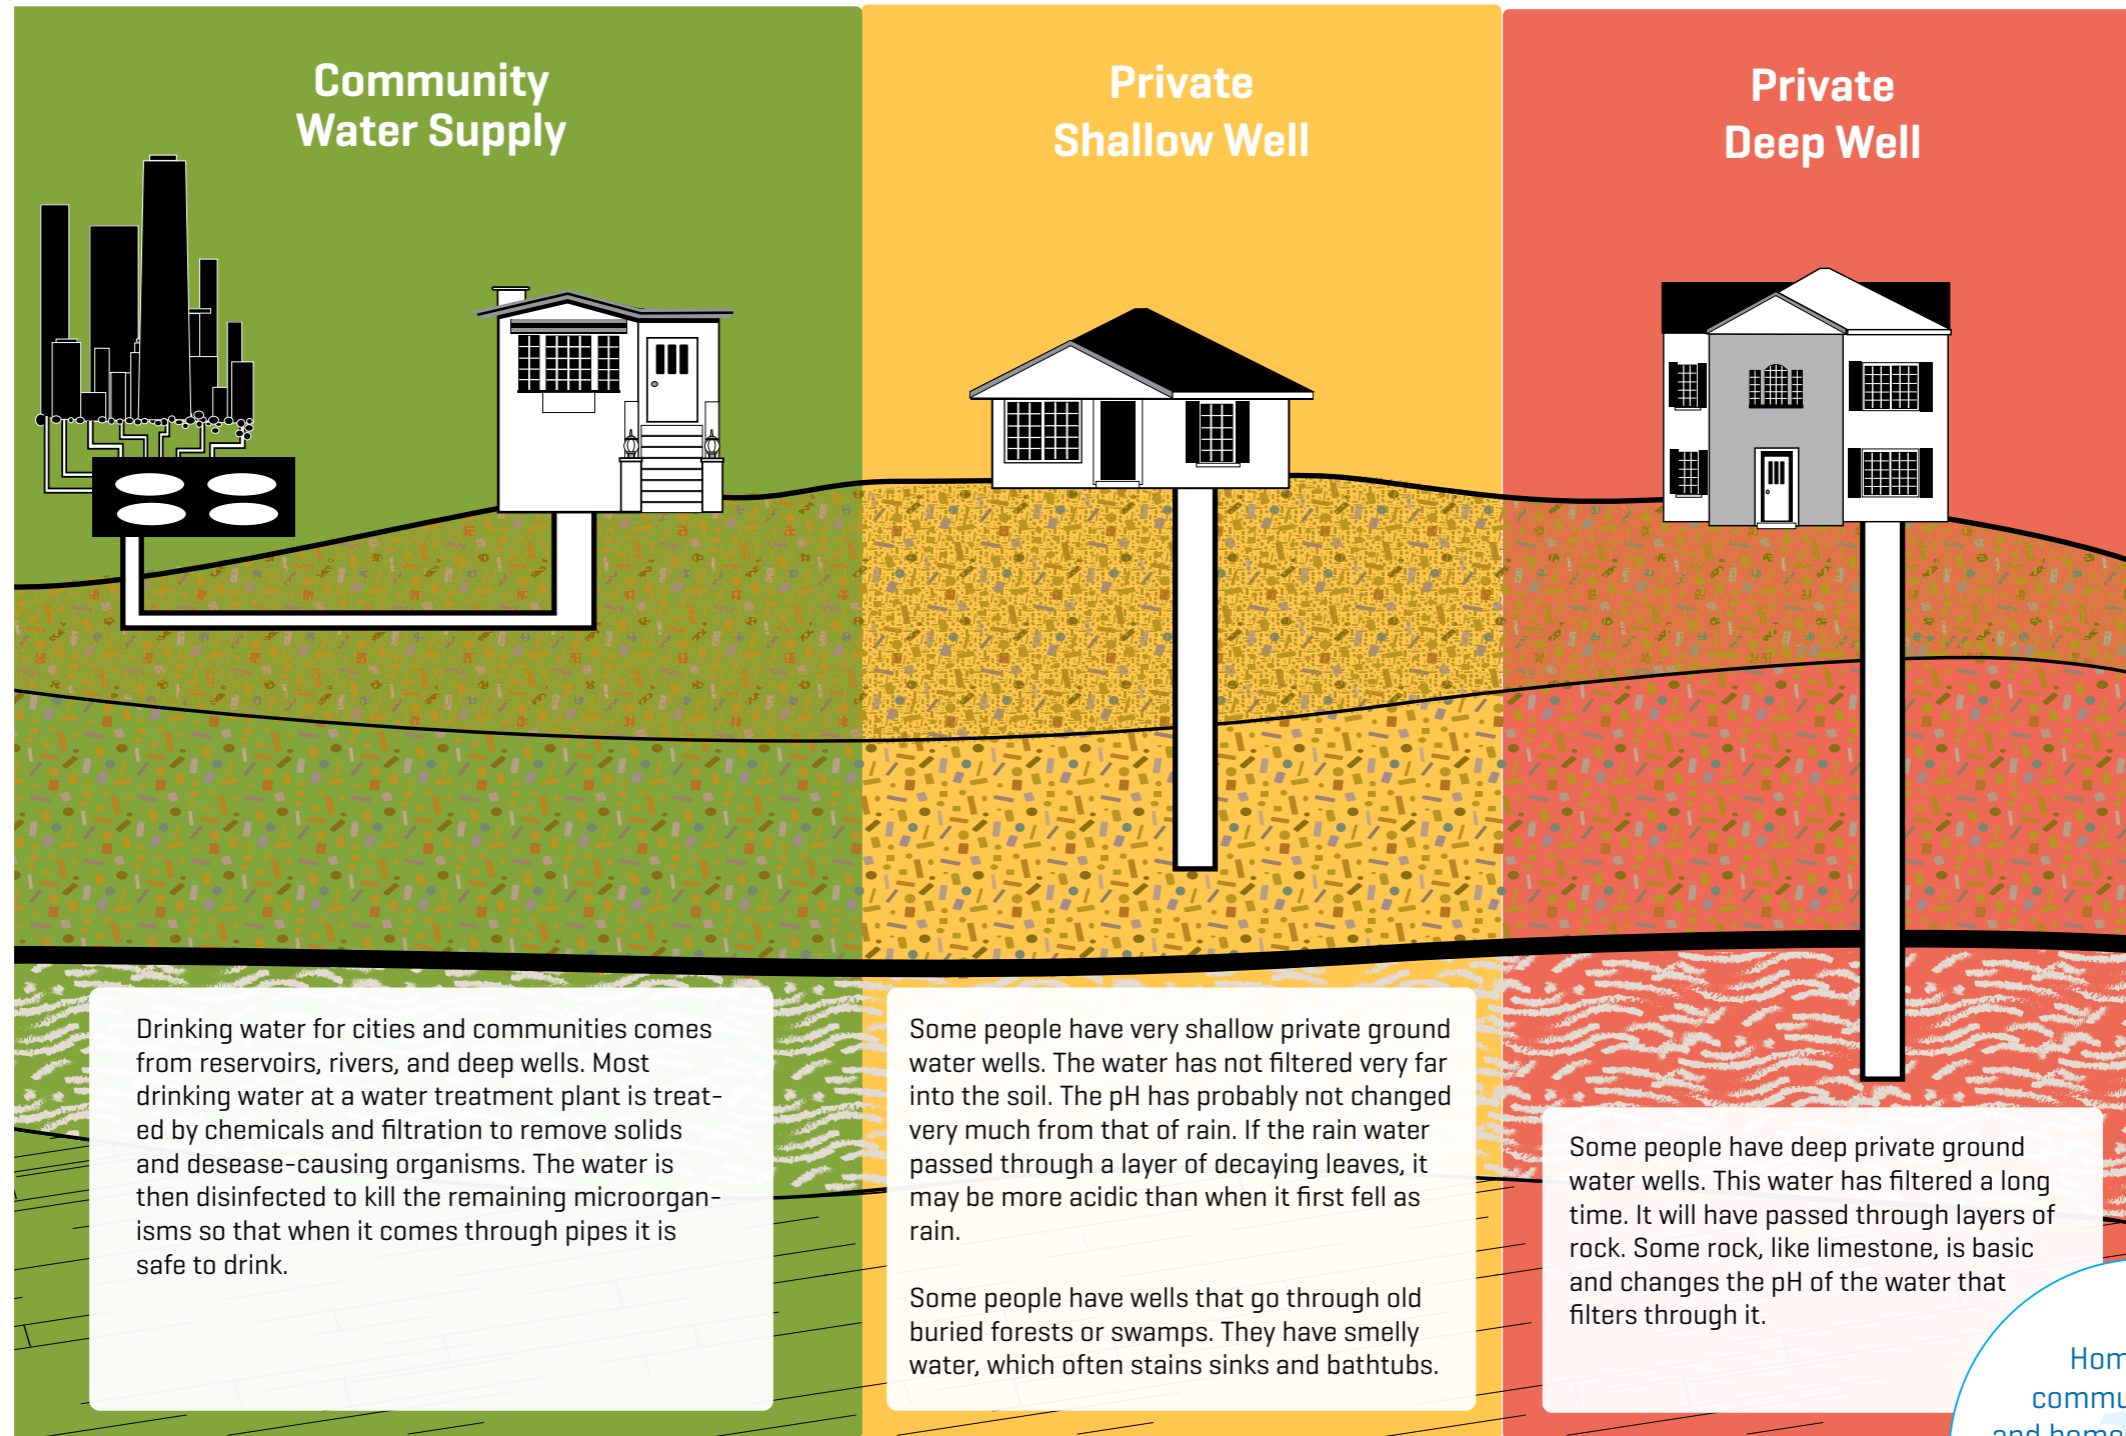 Community
Water Supply
Private
Shallow Well
Private
Deep Well
Drinking water for cities and communities comes
from reservoirs, rivers, and deep wells. Most
drinking water at a water treatment plant is treat-
ed by chemicals and filtration to remove solids
and desease-causing organisms. The water is
then disinfected to kill the remaining microorgan-
isms so that when it comes through pipes it is
safe to drink.
Some people have very shallow private ground
water wells. The water has not filtered very far
into the soil. The pH has probably not changed
very much from that of rain. If the rain water
passed through a layer of decaying leaves, it
may be more acidic than when it first fell as
rain.
Some people have wells that go through old
buried forests or swamps. They have smelly
water, which often stains sinks and bathtubs.
Some people have deep private ground
water wells. This water has filtered a long
time. It will have passed through layers of
rock. Some rock, like limestone, is basic
and changes the pH of the water that
filters through it.
and